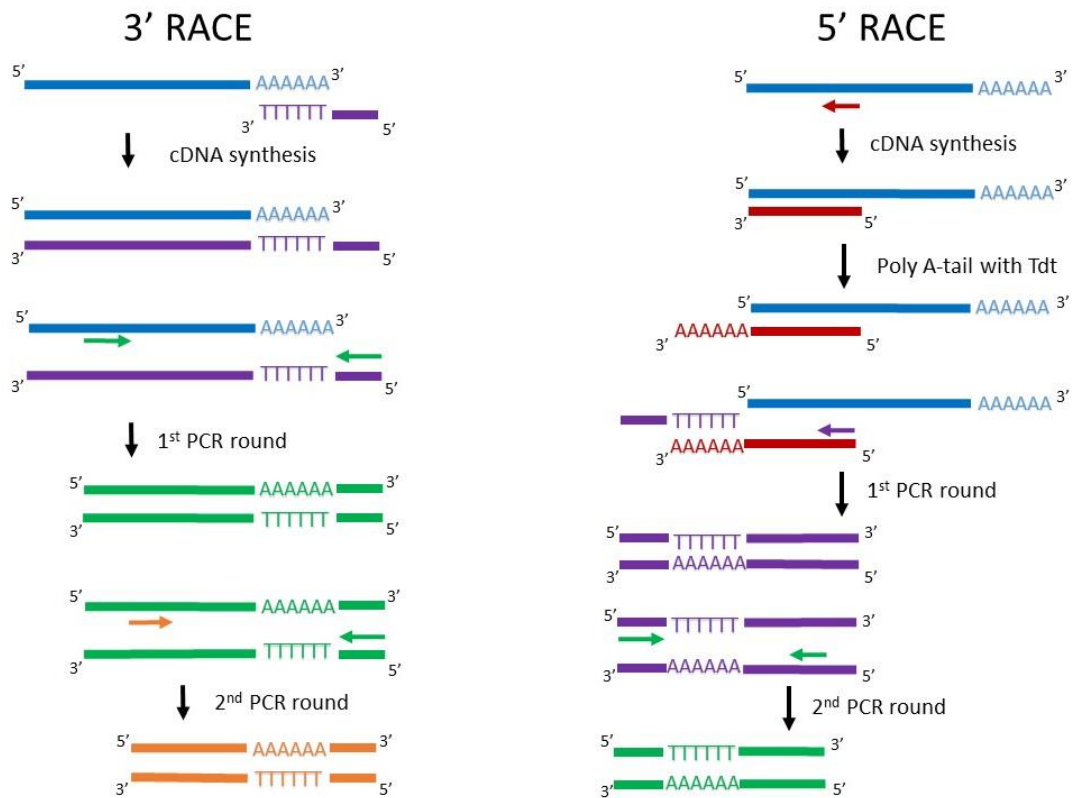 3’ RACE
5’ AAAAAA 3’
3’ TTTTTT 5’
cDNA synthesis
5’ AAAAAA 3’
3’ TTTTTT 5’
5’ AAAAAA 3’
3’ TTTTTT 5’
1st PCR round
5’ AAAAAA 3’
3’ TTTTTT 5’
5’ AAAAAA 3’
3’ TTTTTT 5’
2nd PCR round
5’ AAAAAA 3’
3’ TTTTTT 5’
5’ RACE
5’ AAAAAA 3’
cDNA synthesis
5’ AAAAAA 3’
3’ 5’
Poly A-tail with Tdt
5’ AAAAAA 3’
3’ AAAAAA 5’
5’ AAAAAA 3’
TTTTTT
3’ AAAAAA 5’
1st PCR round
5’ TTTTTT 3’
3’ AAAAAA 5’
5’ TTTTTT 3’
3’ AAAAAA 5’
2nd PCR round
5’ TTTTTT 3’
3’ AAAAAA 5’